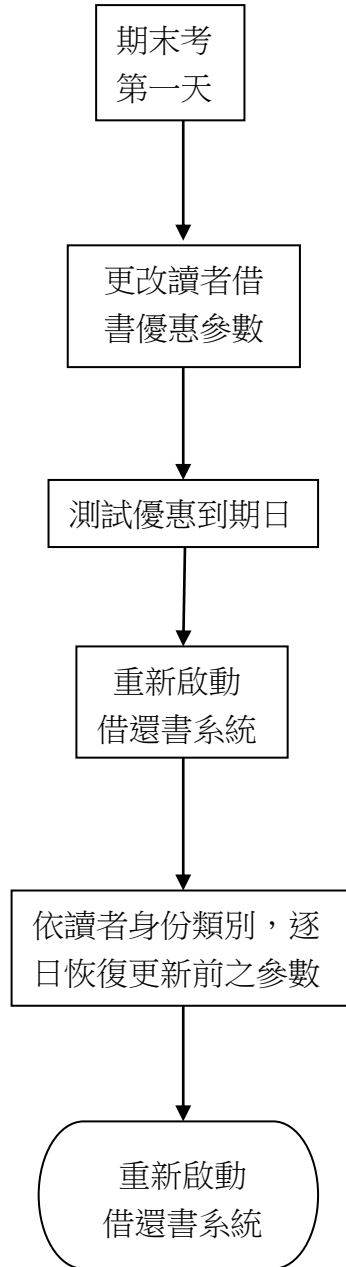 期末考
第一天
更改讀者借
書優惠參數
測試優惠到期日
重新啟動
借還書系統
依讀者身份類別，逐
日恢復更新前之參數
重新啟動
借還書系統